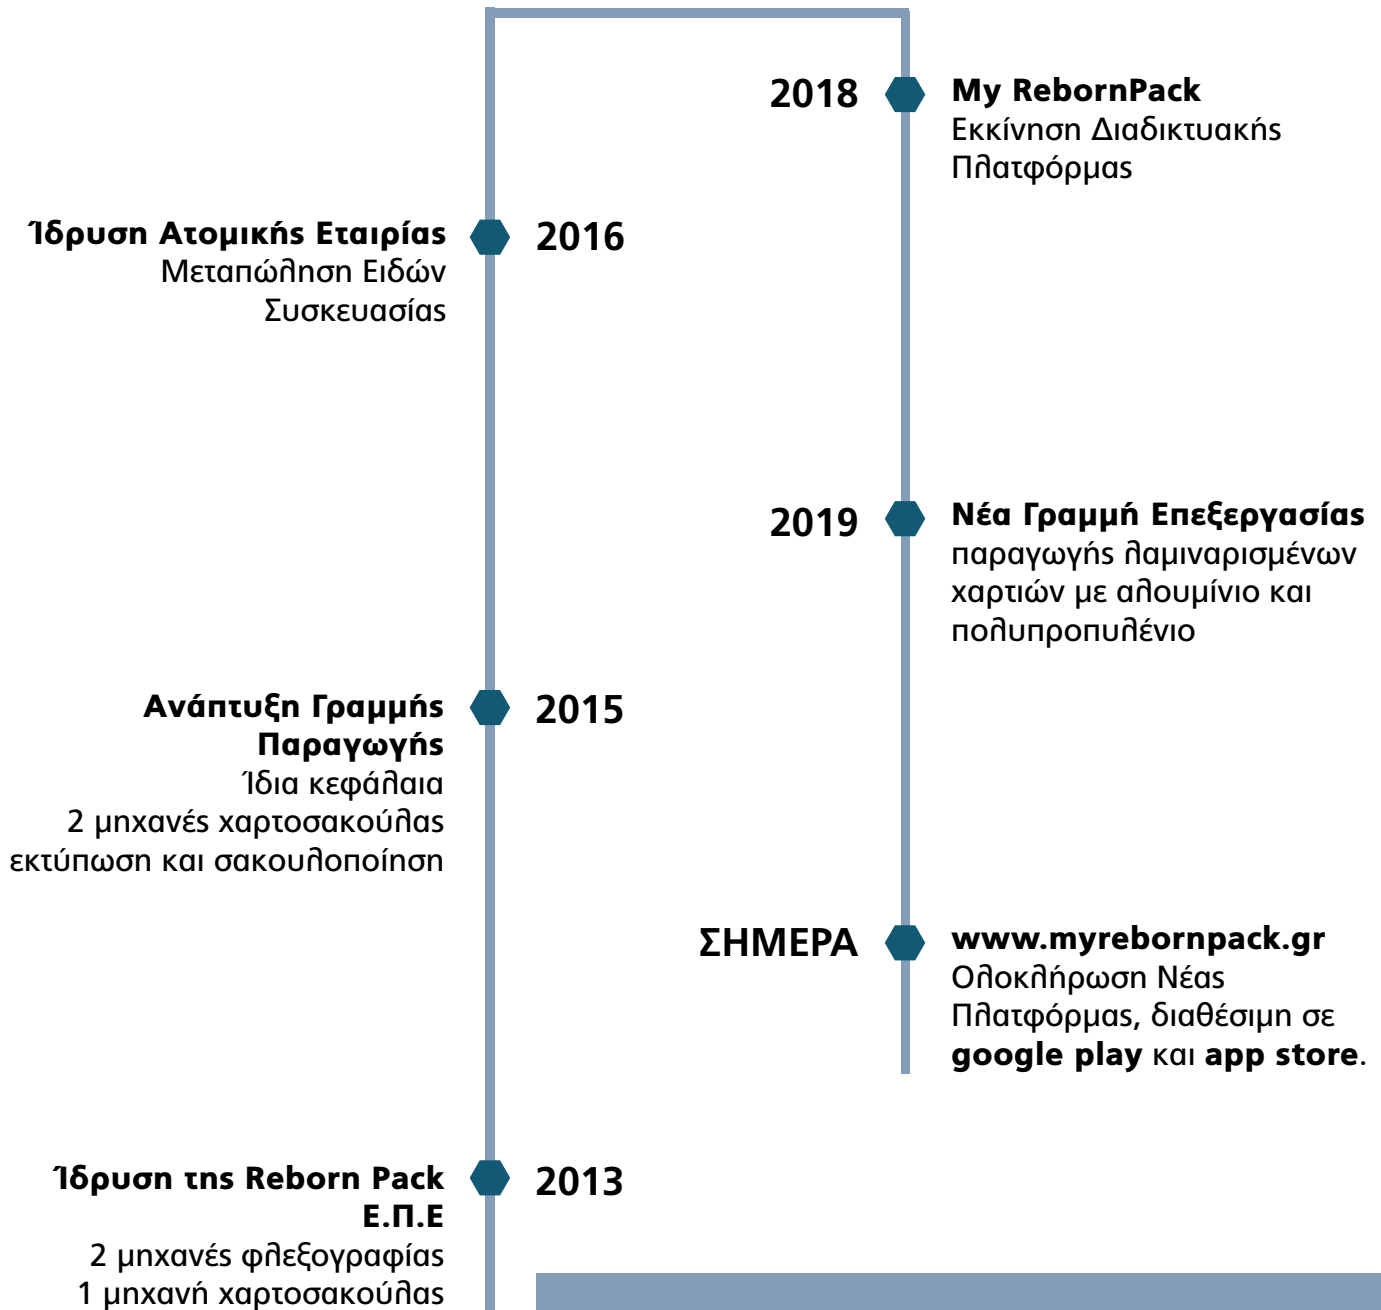 2018
My RebornPack
Εκκίνηση Διαδικτυακής
Πλατφόρμας
Ίδρυση Ατομικής Εταιρίας
Μεταπώληση Ειδών
Συσκευασίας
2016
2019
Νέα Γραμμή Επεξεργασίας
παραγωγής λαμιναρισμένων
χαρτιών με αλουμίνιο και
πολυπροπυλένιο
Ανάπτυξη Γραμμής
Παραγωγής
Ίδια κεφάλαια
2 μηχανές χαρτοσακούλας
εκτύπωση και σακουλοποίηση
2015
ΣΗΜΕΡΑ
www.myrebornpack.gr
Ολοκλήρωση Νέας
Πλατφόρμας, διαθέσιμη σε
google play και app store.
Ίδρυση της Reborn Pack
Ε.Π.Ε
2 μηχανές φλεξογραφίας
1 μηχανή χαρτοσακούλας
2013